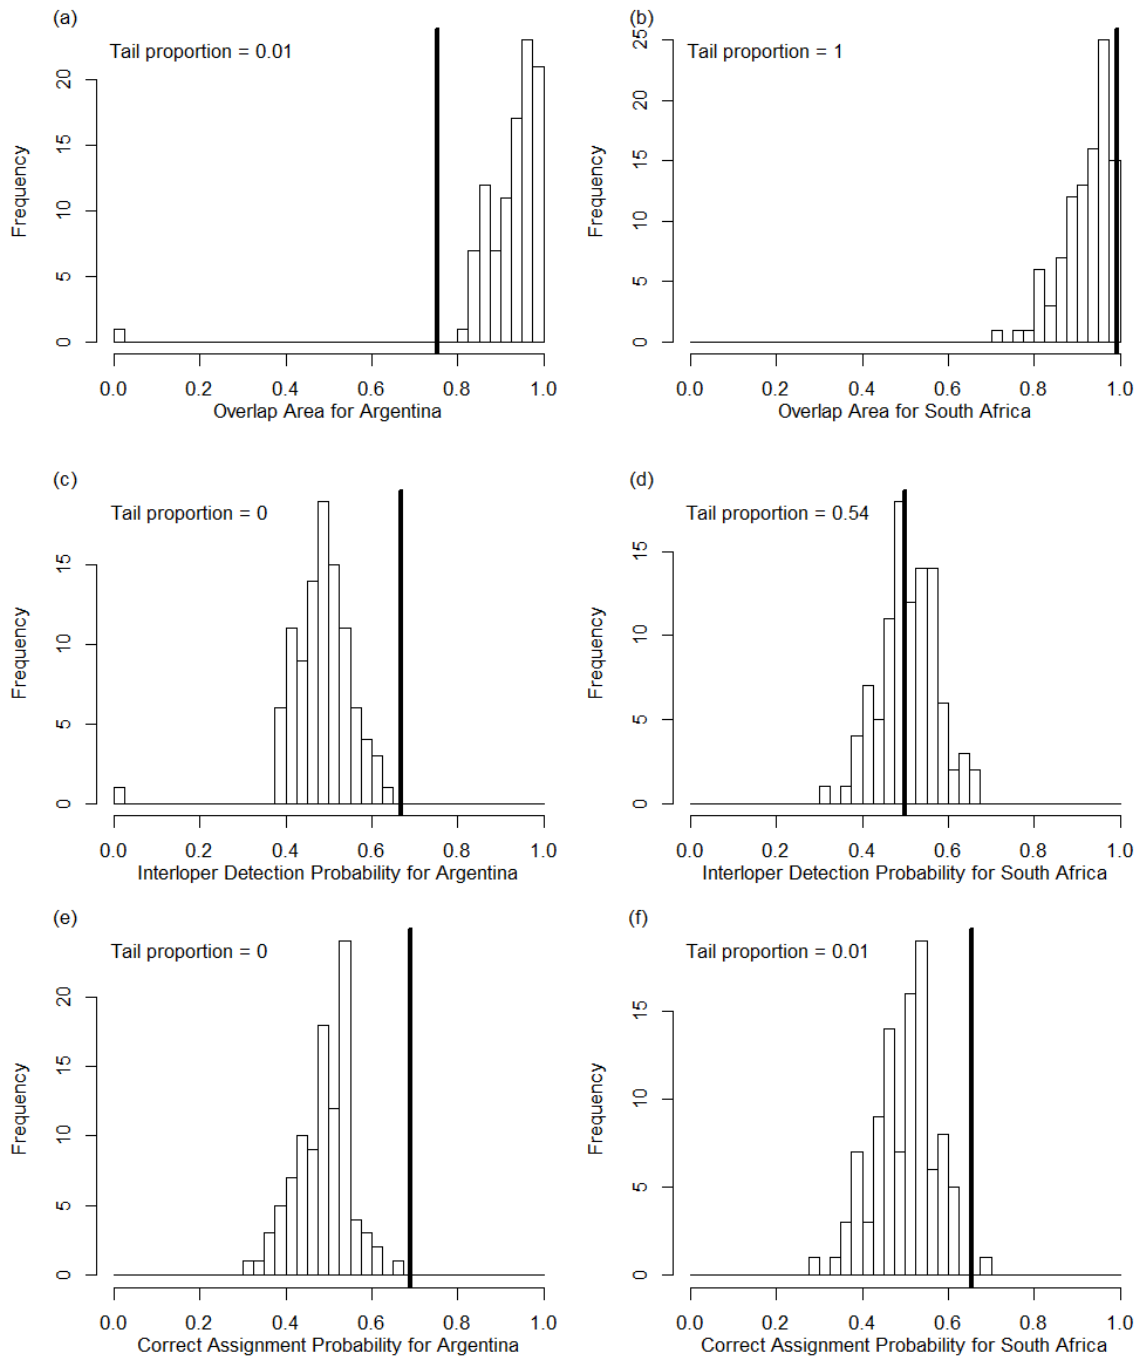 (a)
Tail proportion = 0.01
Frequency
0 5 10 15 20
0.0 0.2 0.4 0.6 0.8 1.0
Overlap Area for Argentina
(b)
Tail proportion = 1
Frequency
0 5 10 15 20 25
0.0 0.2 0.4 0.6 0.8 1.0
Overlap Area for South Africa
(c)
Tail proportion = 0
Frequency
0 5 10 15
0.0 0.2 0.4 0.6 0.8 1.0
Interloper Detection Probability for Argentina
(d)
Tail proportion = 0.54
Frequency
0 5 10 15
0.0 0.2 0.4 0.6 0.8 1.0
Interloper Detection Probability for South Africa
(e)
Tail proportion = 0
Frequency
0 5 10 15 20
0.0 0.2 0.4 0.6 0.8 1.0
Correct Assignment Probability for Argentina
(f)
Tail proportion = 0.01
Frequency
0 5 10 15
0.0 0.2 0.4 0.6 0.8 1.0
Correct Assignment Probability for South Africa